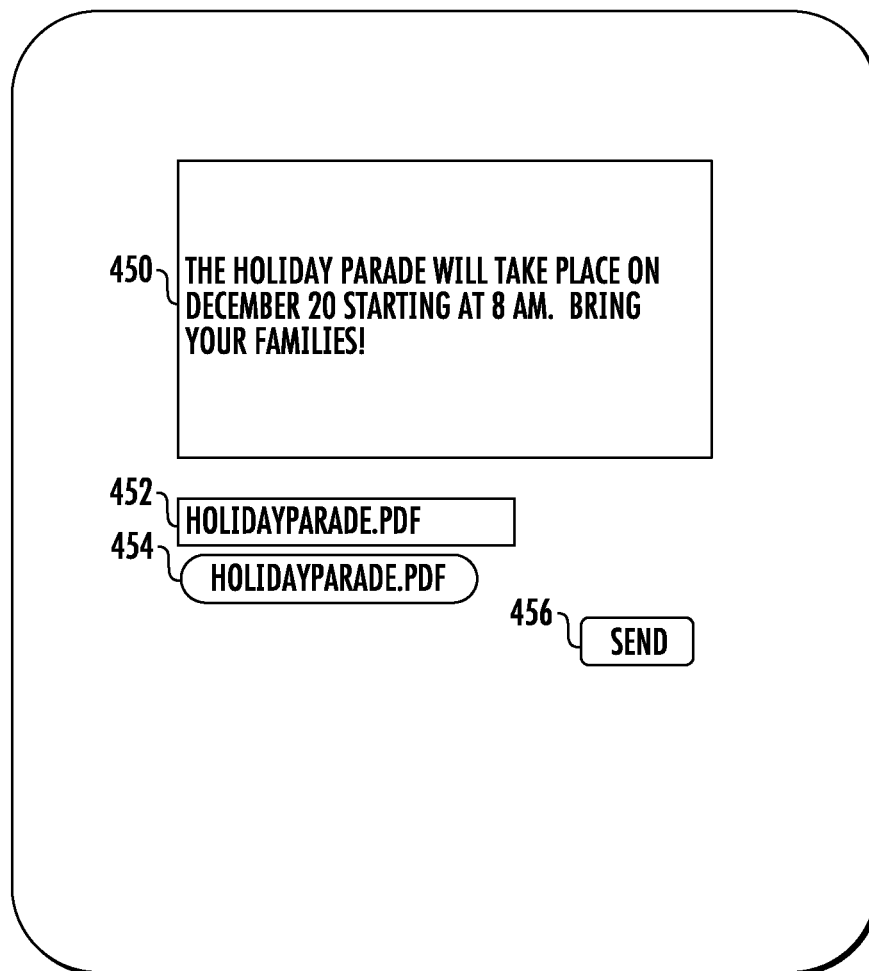 450
THE HOLIDAY PARADE WILL TAKE PLACE ON
DECEMBER 20 STARTING AT 8 AM.  BRING
YOUR FAMILIES!
452
HOLIDAYPARADE.PDF
454
HOLIDAYPARADE.PDF
456
SEND